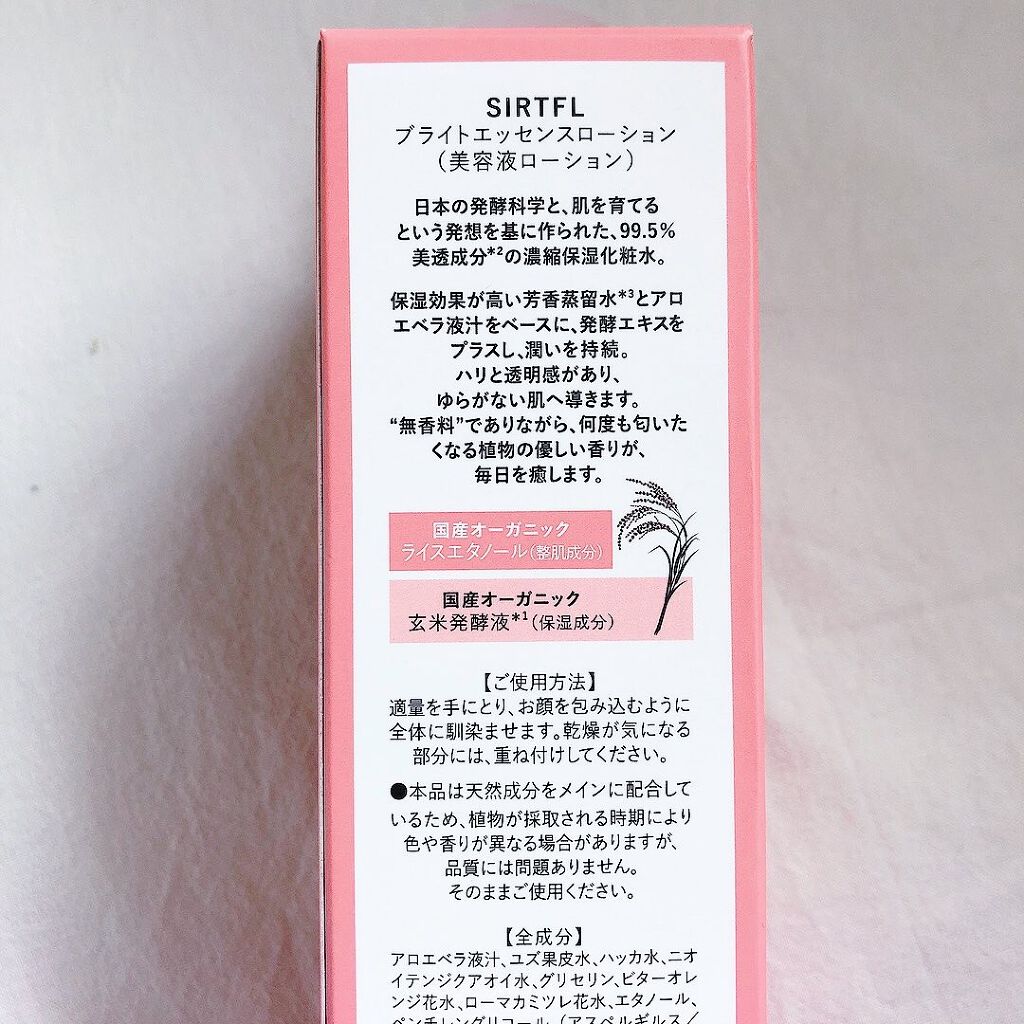 SIRTFL
ブライトエッセンスローション
（美容液ローション）
日本の発酵科学と、肌を育てる
という発想を基に作られた、99.5%
美透成分*2の濃縮保湿化粧水。
保湿効果が高い芳香蒸留水*3とアロ
エベラ液汁をベースに、発酵エキスを
プラスし、潤いを持続。
ハリと透明感があり、
ゆらがない肌へ導きます。
“無香料”でありながら、何度も匂いた
くなる植物の優しい香りが、
毎日を癒します。
国産オーガニック
ライスエタノール（整肌成分）
国産オーガニック
玄米発酵液*1（保湿成分）
【ご使用方法】
適量を手にとり、お顔を包み込むように
全体に馴染ませます。乾燥が気になる
部分には、重ね付けしてください。
●本品は天然成分をメインに配合して
いるため、植物が採取される時期により
色や香りが異なる場合がありますが、
品質には問題ありません。
そのままご使用ください。
【全成分】
アロエベラ液汁、ユズ果皮水、ハッカ水、ニオ
イテンジクアオイ水、グリセリン、ビターオレ
ンジ花水、ローマカミツレ花水、エタノール、
ペンチレングリコール、（アスペルギルス／